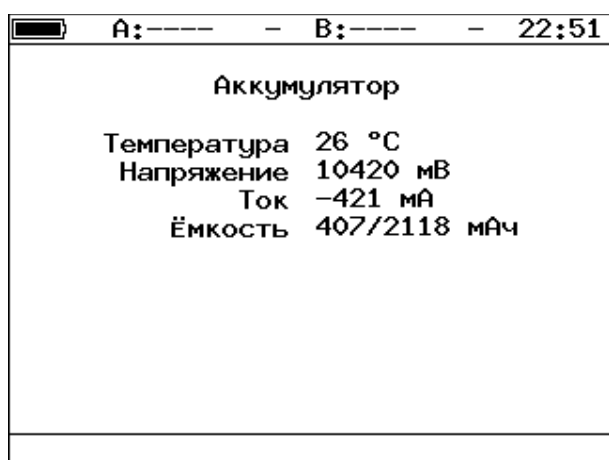 A:---- - B:---- - 22:51
Аккумулятор
Температура 26 °C
Напряжение 10420 мВ
Ток -421 мА
Ёмкость 407/2118 мАч